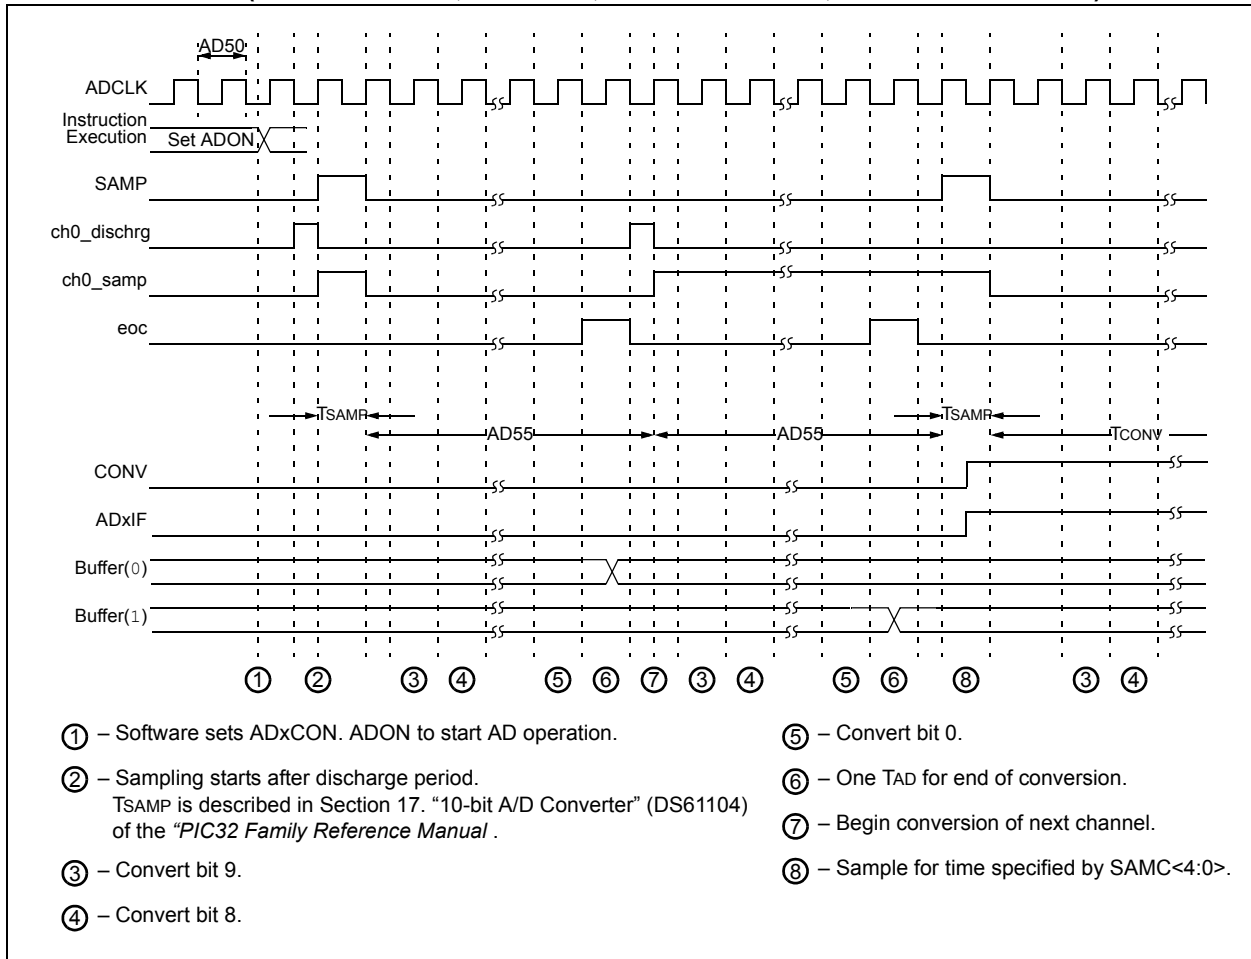 AD50
ADCLK
Instruction
Execution
Set ADON
SAMP
ch0_dischrg
ch0_samp
eoc
TSAMP
TSAMP
AD55
AD55
TCONV
CONV
ADxIF
Buffer(0)
Buffer(1)
1 2 3 4 5 6 7 3 4 5 6 8 3 4
1 – Software sets ADxCON. ADON to start AD operation.
2 – Sampling starts after discharge period.
TSAMP is described in Section 17. “10-bit A/D Converter” (DS61104)
of the “PIC32 Family Reference Manual .
3 – Convert bit 9.
4 – Convert bit 8.
5 – Convert bit 0.
6 – One TAD for end of conversion.
7 – Begin conversion of next channel.
8 – Sample for time specified by SAMC<4:0>.